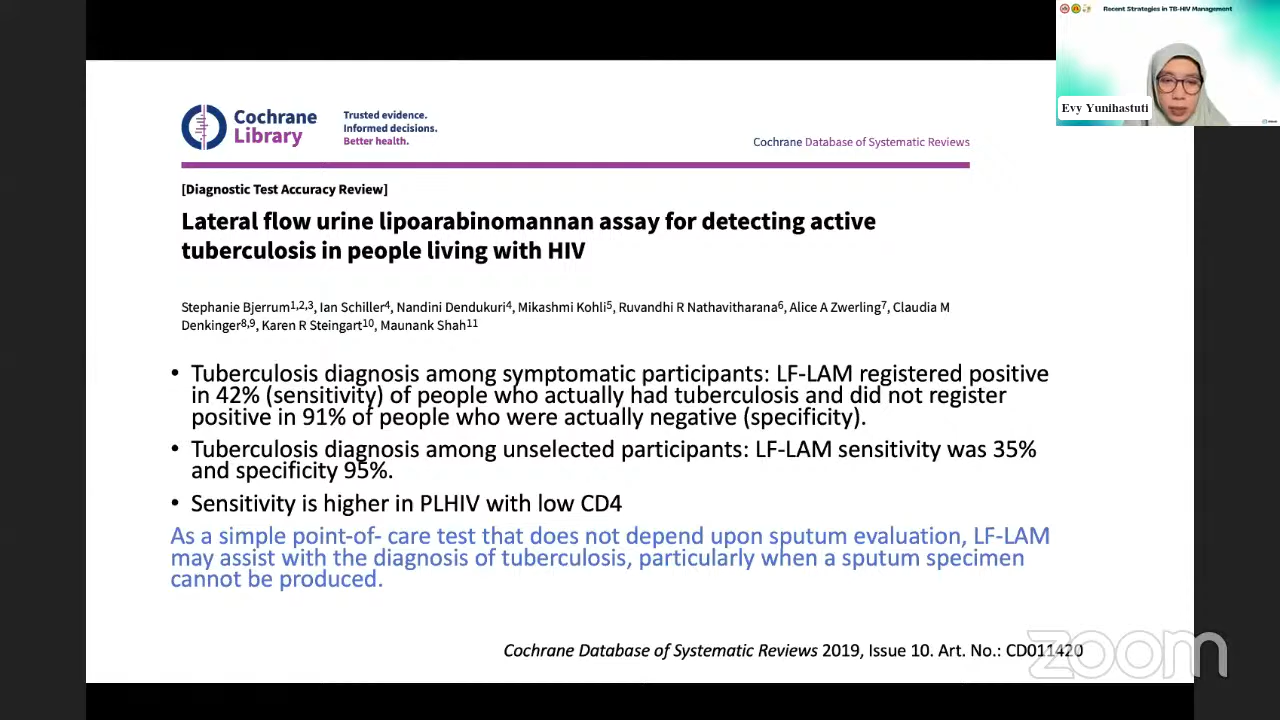 Recent Strategies in TB-HIV Management
Evy Yunihastuti
Cochrane
Library
Trusted evidence.
Informed decisions.
Better health.
Cochrane Database of Systematic Reviews
[Diagnostic Test Accuracy Review]
Lateral flow urine lipoarabinomannan assay for detecting active
tuberculosis in people living with HIV
Stephanie Bjerrum1,2,3, Ian Schiller4, Nandini Dendukuri4, Mikashmi Kohli5, Ruvandhi R Nathavitharana6, Alice A Zwerling7, Claudia M
Denkinger8,9, Karen R Steingart10, Maunank Shah11
• Tuberculosis diagnosis among symptomatic participants: LF-LAM registered positive
in 42% (sensitivity) of people who actually had tuberculosis and did not register
positive in 91% of people who were actually negative (specificity).
• Tuberculosis diagnosis among unselected participants: LF-LAM sensitivity was 35%
and specificity 95%.
• Sensitivity is higher in PLHIV with low CD4
As a simple point-of- care test that does not depend upon sputum evaluation, LF-LAM
may assist with the diagnosis of tuberculosis, particularly when a sputum specimen
cannot be produced.
Cochrane Database of Systematic Reviews 2019, Issue 10. Art. No.: CD011420
zoom